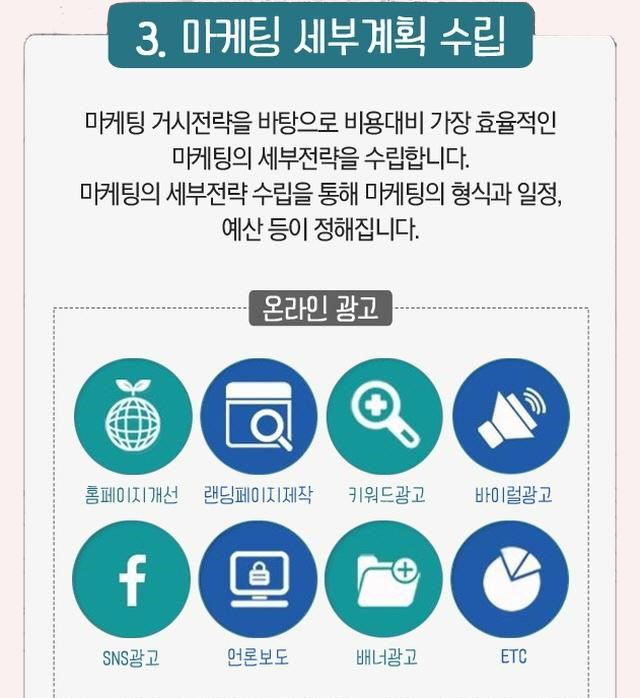 3. 마케팅 세부계획 수립
마케팅 거시전략을 바탕으로 비용대비 가장 효율적인
마케팅의 세부전략을 수립합니다.
마케팅의 세부전략 수립을 통해 마케팅의 형식과 일정,
예산 등이 정해집니다.
온라인 광고
홈페이지개선 랜딩페이지제작 키워드광고 바이럴광고
SNS광고 언론보도 배너광고 ETC